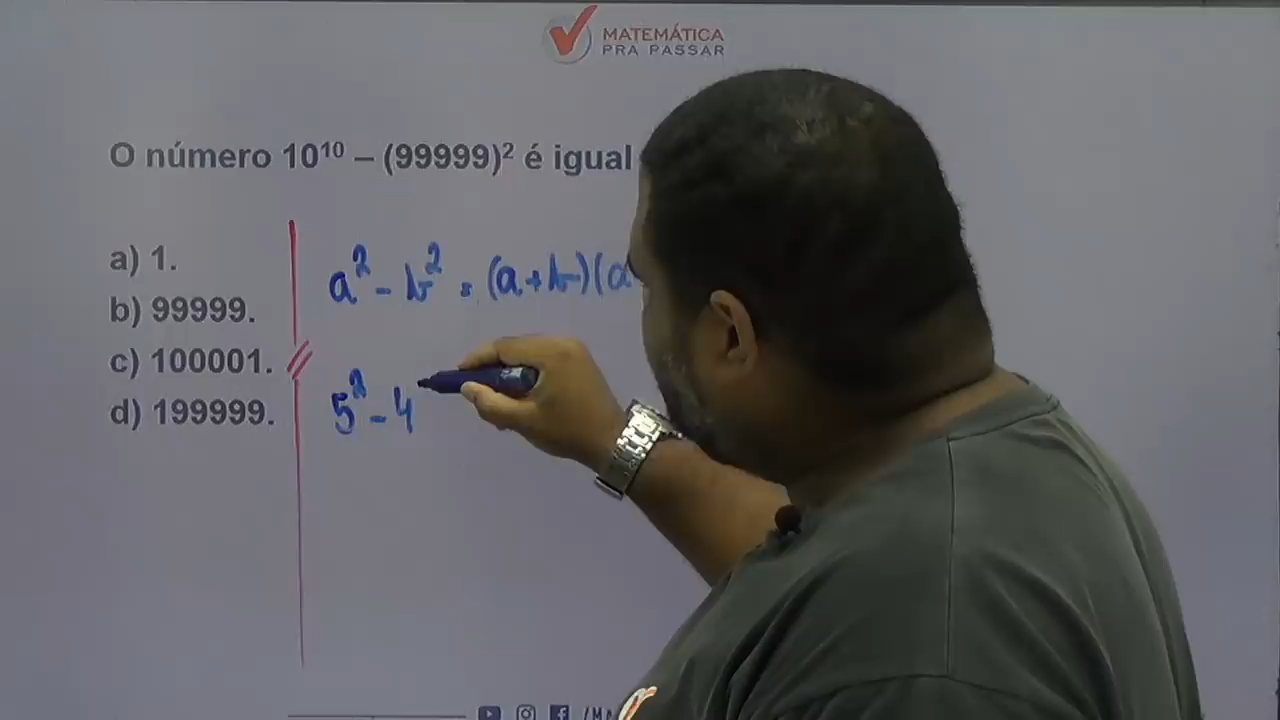 MATEMÁTICA
PRA PASSAR
O número 10¹⁰ – (99999)² é igual
a) 1.
b) 99999.
c) 100001.
d) 199999.
a² - b² = (a+b)(a
5² - 4